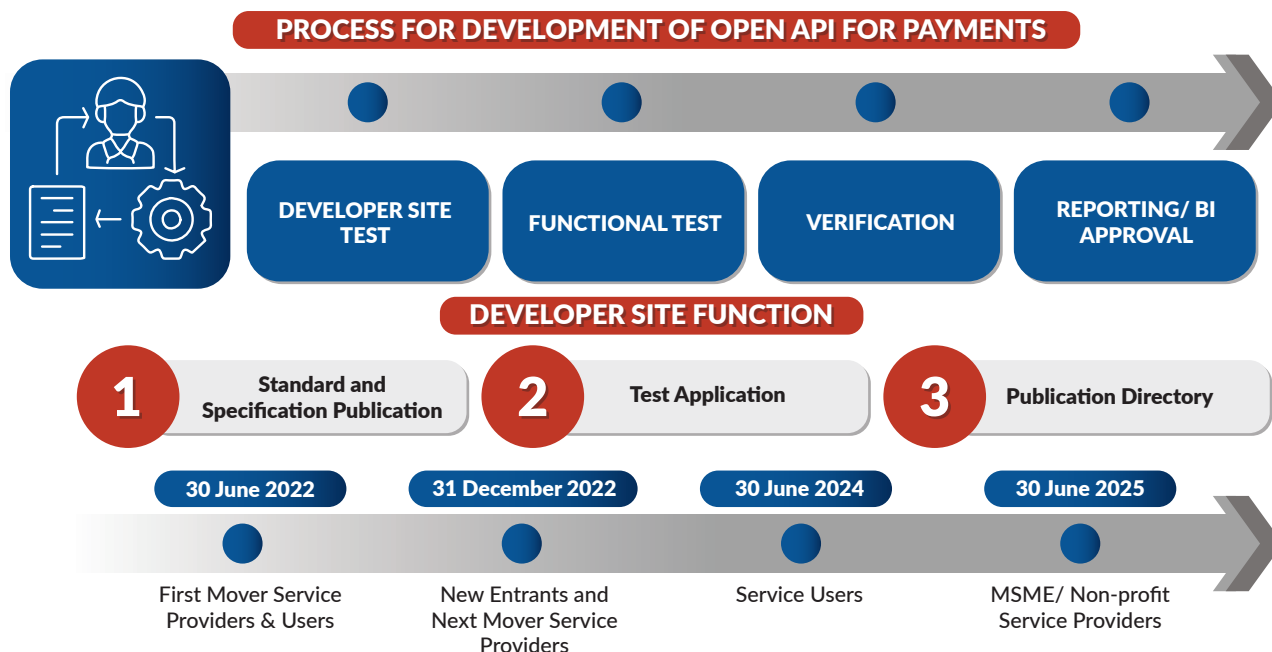 PROCESS FOR DEVELOPMENT OF OPEN API FOR PAYMENTS
DEVELOPER SITE
TEST
FUNCTIONAL TEST
VERIFICATION
REPORTING/ BI
APPROVAL
DEVELOPER SITE FUNCTION
1
Standard and
Specification Publication
2
Test Application
3
Publication Directory
30 June 2022
31 December 2022
30 June 2024
30 June 2025
First Mover Service
Providers & Users
New Entrants and
Next Mover Service
Providers
Service Users
MSME/ Non-profit
Service Providers